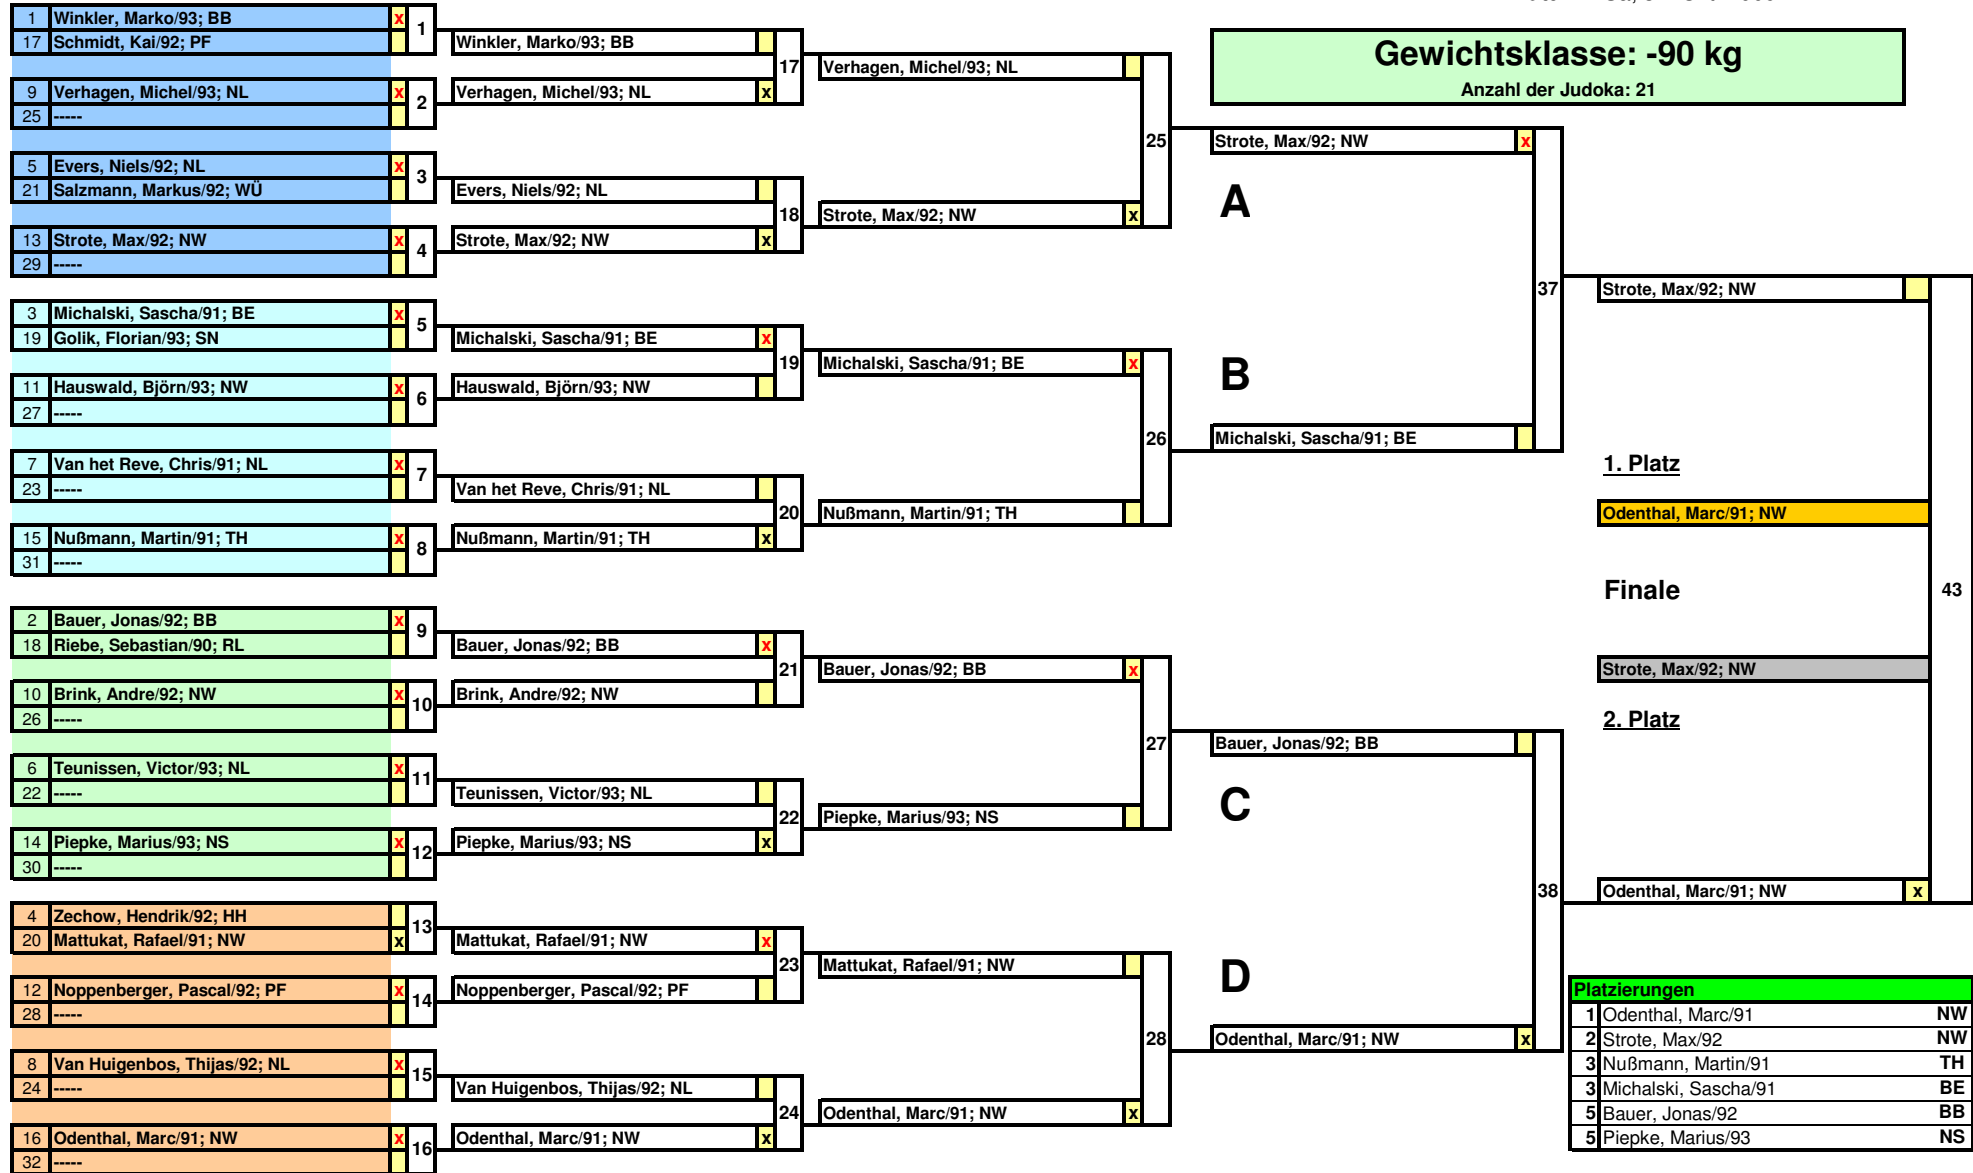 Gewichtsklasse: -90 kg
Anzahl der Judoka: 21
1 Winkler, Marko/93; BB x
17 Schmidt, Kai/92; PF
1
9 Verhagen, Michel/93; NL x
25 -----
2
5 Evers, Niels/92; NL x
21 Salzmann, Markus/92; WÜ
3
13 Strote, Max/92; NW x
29 -----
4
3 Michalski, Sascha/91; BE x
19 Golik, Florian/93; SN
5
11 Hauswald, Björn/93; NW x
27 -----
6
7 Van het Reve, Chris/91; NL x
23 -----
7
15 Nußmann, Martin/91; TH x
31 -----
8
2 Bauer, Jonas/92; BB x
18 Riebe, Sebastian/90; RL
9
10 Brink, Andre/92; NW x
26 -----
10
6 Teunissen, Victor/93; NL x
22 -----
11
14 Piepke, Marius/93; NS x
30 -----
12
4 Zechow, Hendrik/92; HH
20 Mattukat, Rafael/91; NW x
13
12 Noppenberger, Pascal/92; PF x
28 -----
14
8 Van Huigenbos, Thijas/92; NL x
24 -----
15
16 Odenthal, Marc/91; NW x
32 -----
16
Winkler, Marko/93; BB
Verhagen, Michel/93; NL x
17
Evers, Niels/92; NL
Strote, Max/92; NW x
18
Michalski, Sascha/91; BE x
Hauswald, Björn/93; NW
19
Van het Reve, Chris/91; NL
Nußmann, Martin/91; TH x
20
Bauer, Jonas/92; BB x
Brink, Andre/92; NW
21
Teunissen, Victor/93; NL
Piepke, Marius/93; NS x
22
Mattukat, Rafael/91; NW x
Noppenberger, Pascal/92; PF
23
Van Huigenbos, Thijas/92; NL
Odenthal, Marc/91; NW x
24
Verhagen, Michel/93; NL
Strote, Max/92; NW x
25
Michalski, Sascha/91; BE x
Nußmann, Martin/91; TH
26
Bauer, Jonas/92; BB x
Piepke, Marius/93; NS
27
Mattukat, Rafael/91; NW
Odenthal, Marc/91; NW x
28
Strote, Max/92; NW x
A
B
Michalski, Sascha/91; BE
37
Bauer, Jonas/92; BB
C
D
Odenthal, Marc/91; NW x
38
Strote, Max/92; NW
1. Platz
Odenthal, Marc/91; NW
Finale
43
Strote, Max/92; NW
2. Platz
Odenthal, Marc/91; NW x
Platzierungen
1 Odenthal, Marc/91 NW
2 Strote, Max/92 NW
3 Nußmann, Martin/91 TH
3 Michalski, Sascha/91 BE
5 Bauer, Jonas/92 BB
5 Piepke, Marius/93 NS